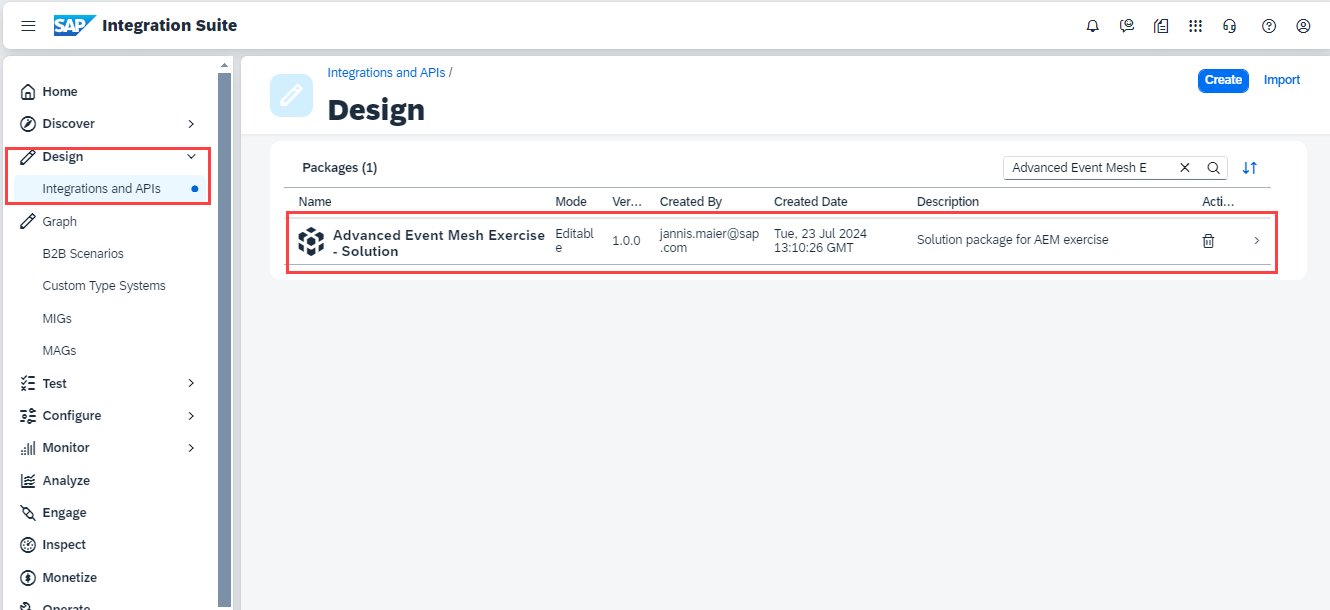 SAP Integration Suite
Home
Discover
Design
Integrations and APIs
Graph
B2B Scenarios
Custom Type Systems
MIGs
MAGs
Test
Configure
Monitor
Analyze
Engage
Inspect
Monetize
Operate
Integrations and APIs /
Design
Create Import
Packages (1)
Advanced Event Mesh E
Name Mode Ver... Created By Created Date Description Acti...
Advanced Event Mesh Exercise
- Solution
Editabl
e
1.0.0
jannis.maier@sap
.com
Tue, 23 Jul 2024
13:10:26 GMT
Solution package for AEM exercise